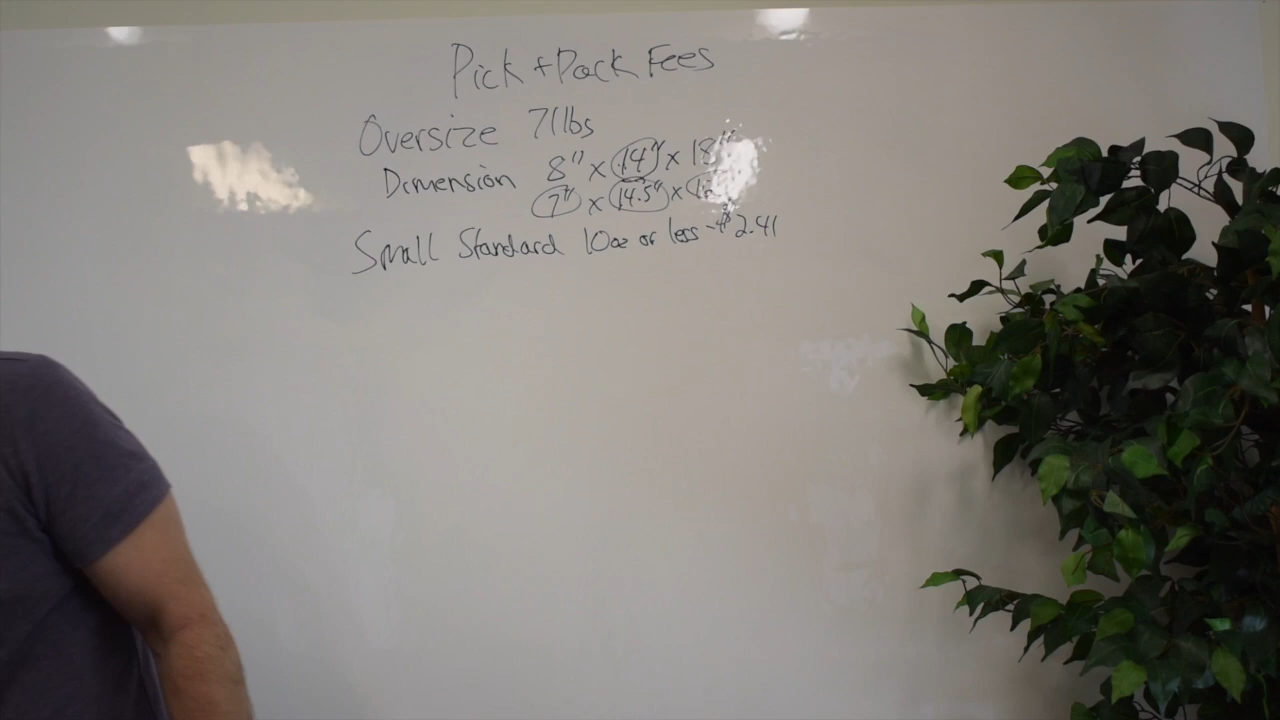 Pick + Pack Fees
Oversize 71lbs
Dimension 8" x 14" x 18"
7" x 14.5" x
Small Standard 10oz or less - $2.41